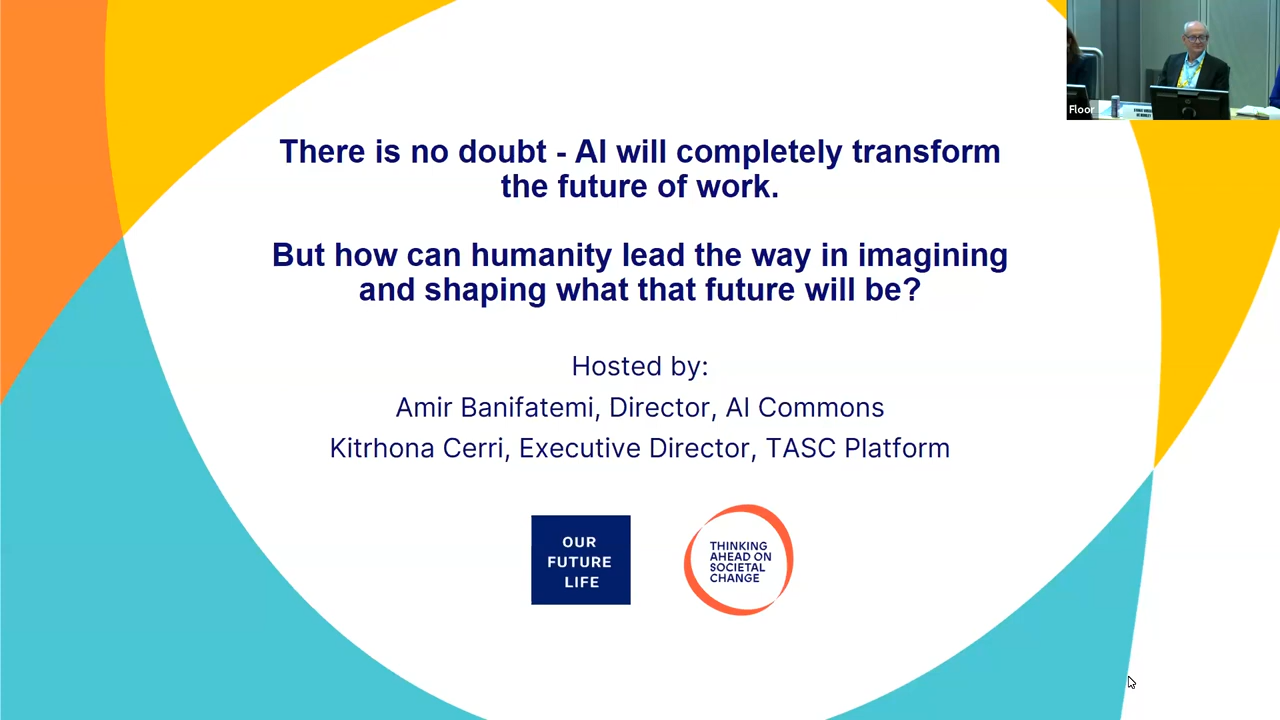 There is no doubt - AI will completely transform
the future of work.
But how can humanity lead the way in imagining
and shaping what that future will be?
Hosted by:
Amir Banifatemi, Director, AI Commons
Kitrhona Cerri, Executive Director, TASC Platform
OUR
FUTURE
LIFE
THINKING
AHEAD ON
SOCIETAL
CHANGE
Floor